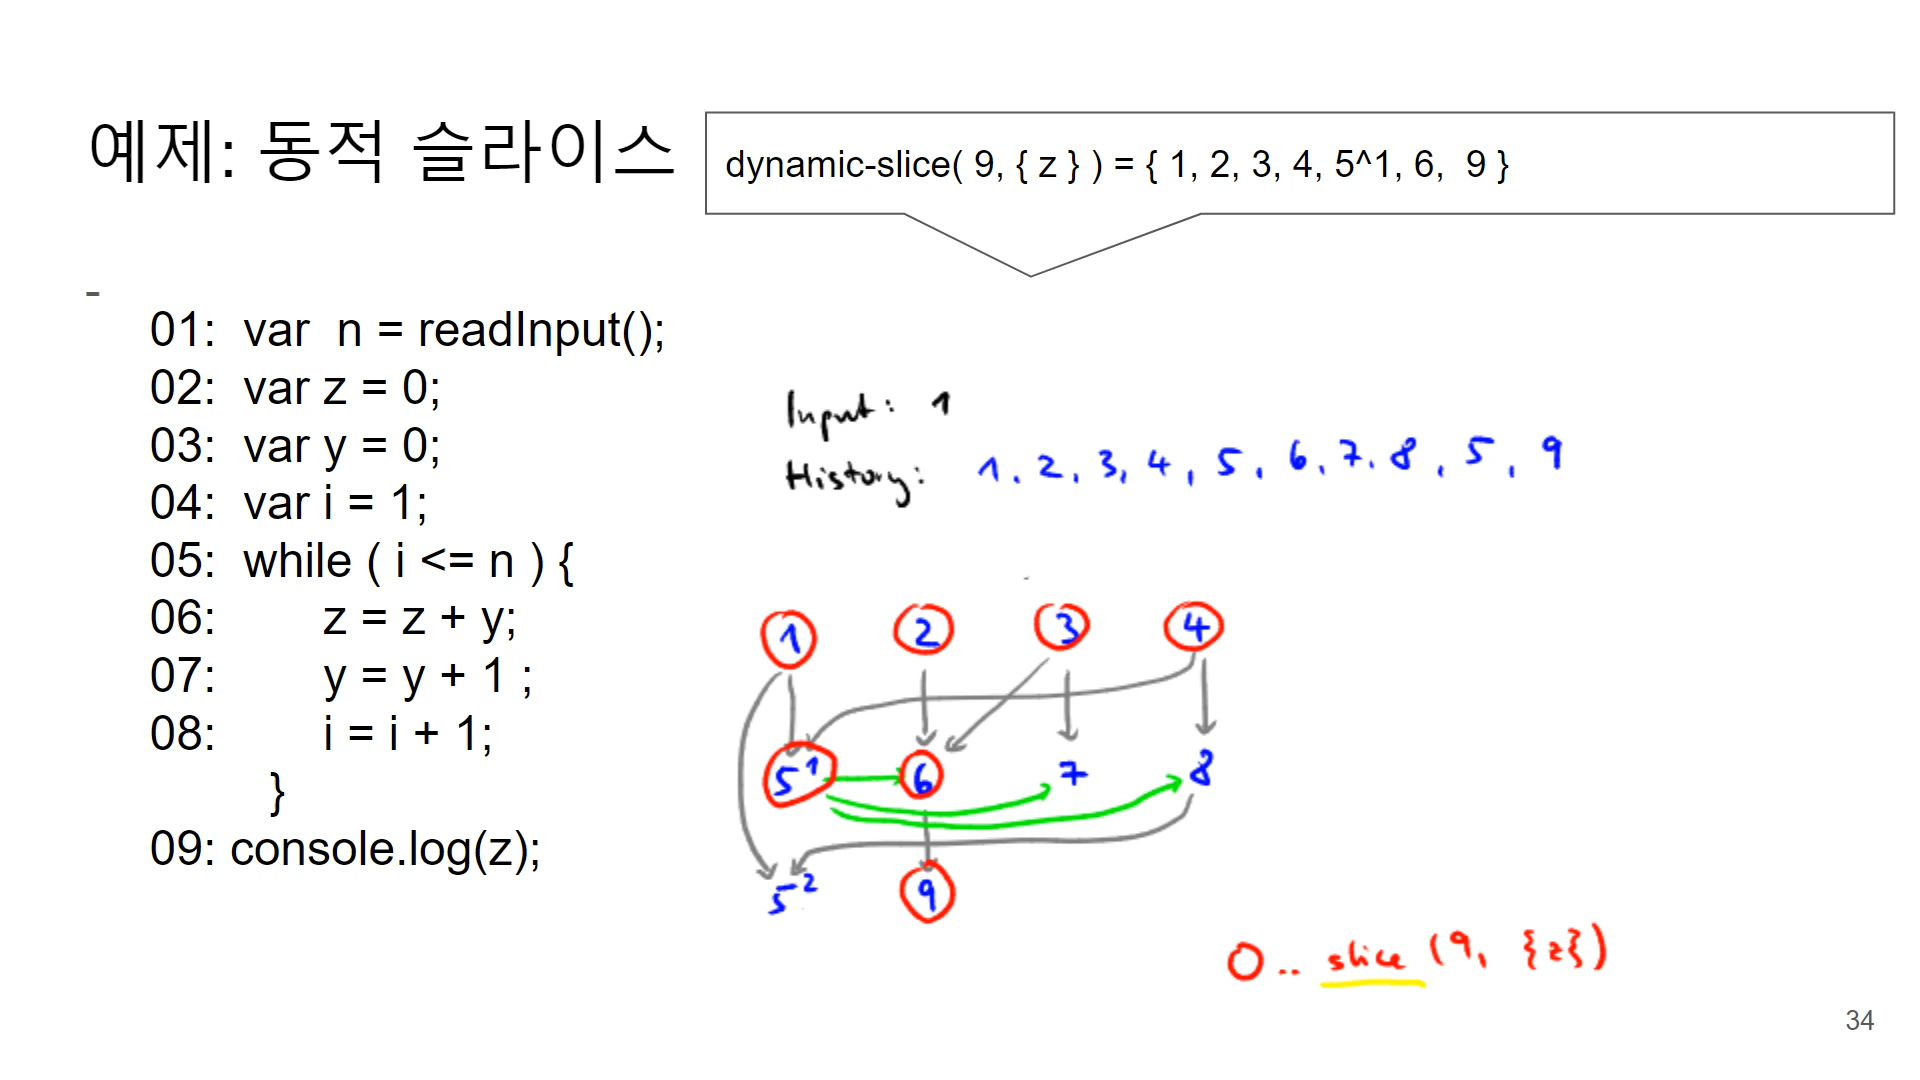 예제: 동적 슬라이스
dynamic-slice( 9, { z } ) = { 1, 2, 3, 4, 5^1, 6,  9 }
-
01:  var  n = readInput();
02:  var z = 0;
03:  var y = 0;
04:  var i = 1;
05:  while ( i <= n ) {
06:       z = z + y;
07:       y = y + 1 ;
08:       i = i + 1;
}
09: console.log(z);
Input: 1
History: 1, 2, 3, 4, 5, 6, 7, 8, 5, 9
1 2 3 4
5¹ 6 7 8
5² 9
O.. slice (9, {z})
34